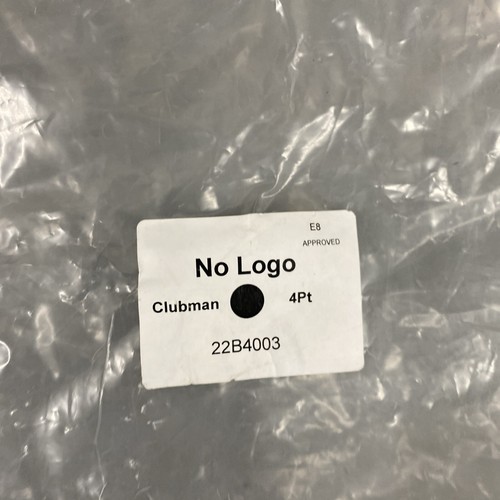 E8
APPROVED
No Logo
Clubman 4Pt
22B4003